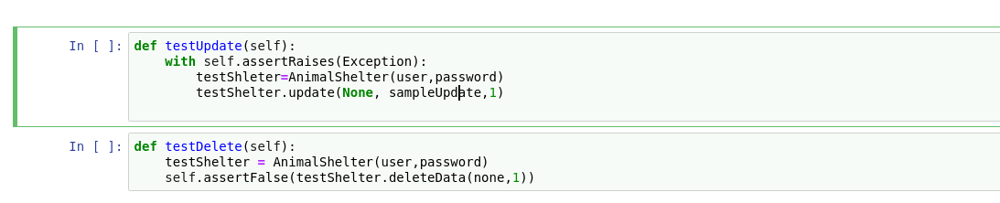 In [ ]: def testUpdate(self):
with self.assertRaises(Exception):
testShleter=AnimalShelter(user,password)
testShelter.update(None, sampleUpdate,1)
In [ ]: def testDelete(self):
testShelter = AnimalShelter(user,password)
self.assertFalse(testShelter.deleteData(none,1))